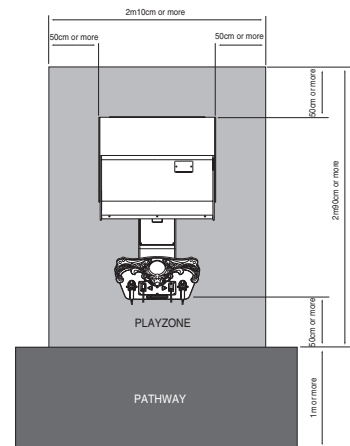 2m10cm or more
50cm or more
50cm or more
50cm or more
2m90cm or more
50cm or more
PLAYZONE
1m or more
PATHWAY